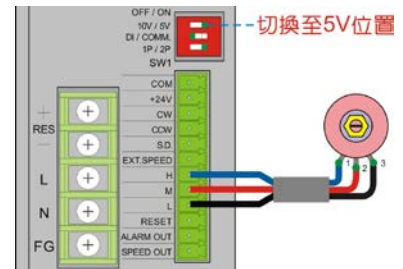 OFF / ON
10V / 5V
DI / COMM.
1P / 2P
SW1
切換至5V位置
COM
+24V
CW
CCW
S.D.
EXT.SPEED
H
M
L
RESET
ALARM OUT
SPEED OUT
+
RES
−
L
N
FG
1
2
3